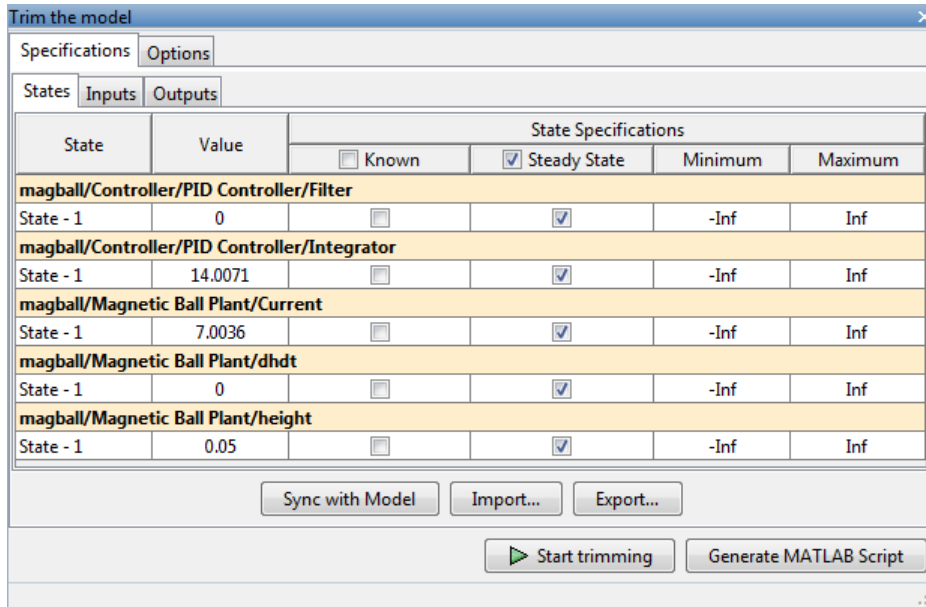 Trim the model
Specifications Options
States Inputs Outputs
State Value State Specifications
Known Steady State Minimum Maximum
magball/Controller/PID Controller/Filter
State - 1 0 -Inf Inf
magball/Controller/PID Controller/Integrator
State - 1 14.0071 -Inf Inf
magball/Magnetic Ball Plant/Current
State - 1 7.0036 -Inf Inf
magball/Magnetic Ball Plant/dhdt
State - 1 0 -Inf Inf
magball/Magnetic Ball Plant/height
State - 1 0.05 -Inf Inf
Sync with Model Import... Export...
Start trimming Generate MATLAB Script